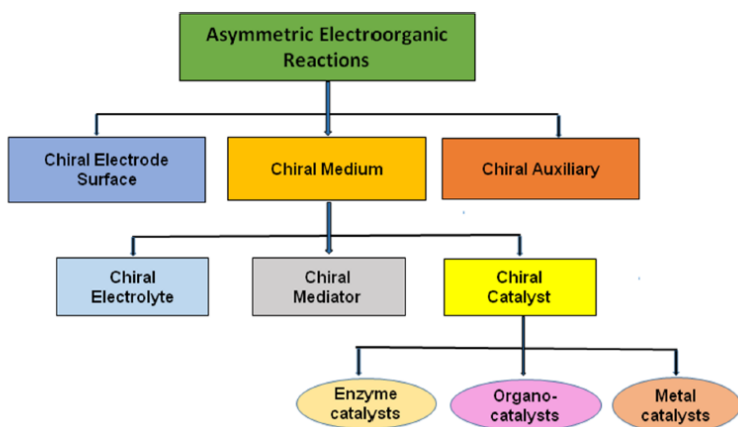 Asymmetric Electroorganic
Reactions
Chiral Electrode
Surface
Chiral Medium
Chiral Auxiliary
Chiral
Electrolyte
Chiral
Mediator
Chiral
Catalyst
Enzyme
catalysts
Organo-
catalysts
Metal
catalysts